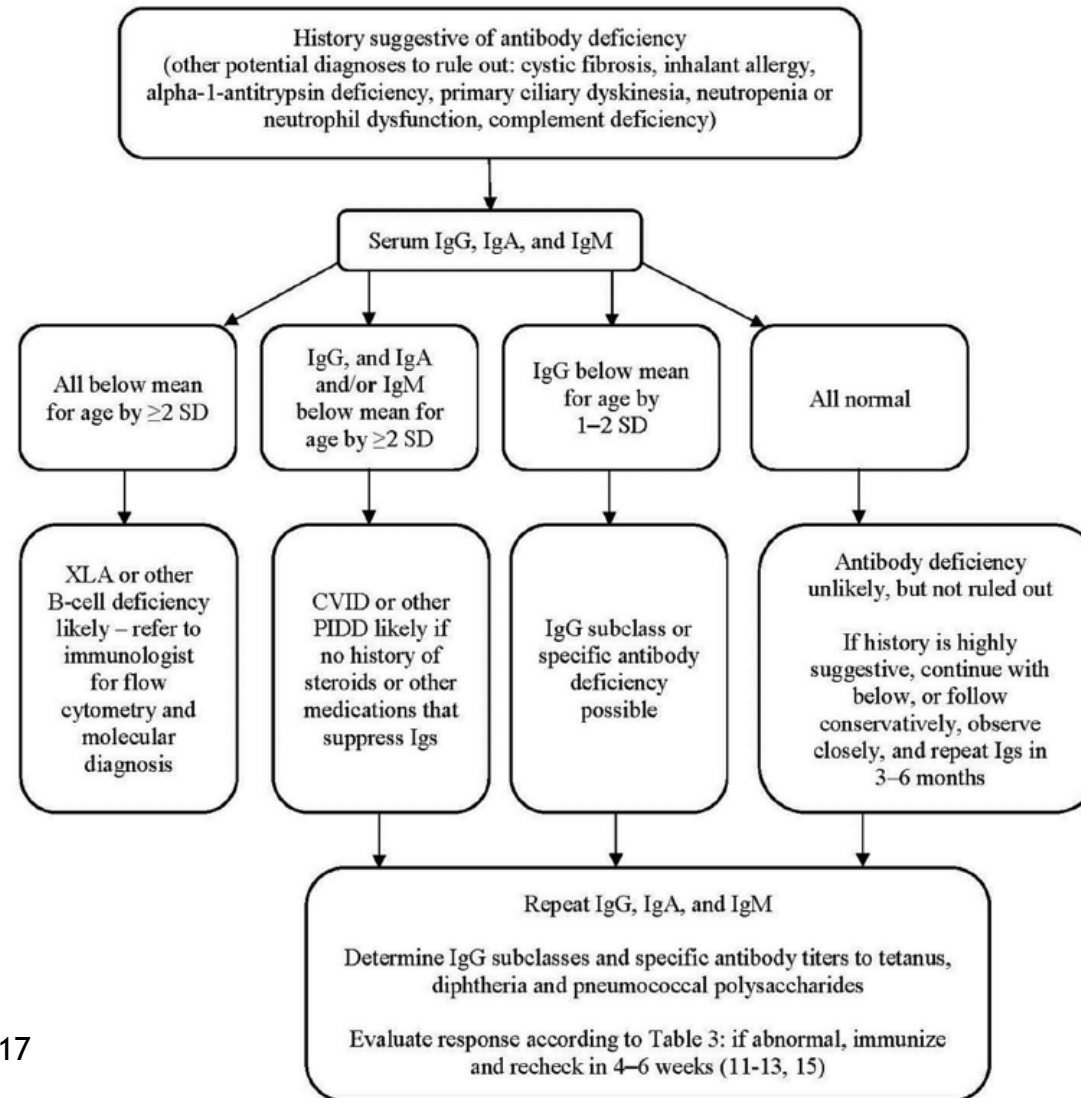 History suggestive of antibody deficiency
(other potential diagnoses to rule out: cystic fibrosis, inhalant allergy,
alpha-1-antitrypsin deficiency, primary ciliary dyskinesia, neutropenia or
neutrophil dysfunction, complement deficiency)
Serum IgG, IgA, and IgM
All below mean
for age by ≥2 SD
IgG, and IgA
and/or IgM
below mean for
age by ≥2 SD
IgG below mean
for age by
1–2 SD
All normal
XLA or other
B-cell deficiency
likely – refer to
immunologist
for flow
cytometry and
molecular
diagnosis
CVID or other
PIDD likely if
no history of
steroids or other
medications that
suppress Igs
IgG subclass or
specific antibody
deficiency
possible
Antibody deficiency
unlikely, but not ruled out
If history is highly
suggestive, continue with
below, or follow
conservatively, observe
closely, and repeat Igs in
3–6 months
Repeat IgG, IgA, and IgM
Determine IgG subclasses and specific antibody titers to tetanus,
diphtheria and pneumococcal polysaccharides
Evaluate response according to Table 3: if abnormal, immunize
and recheck in 4–6 weeks (11-13, 15)
17